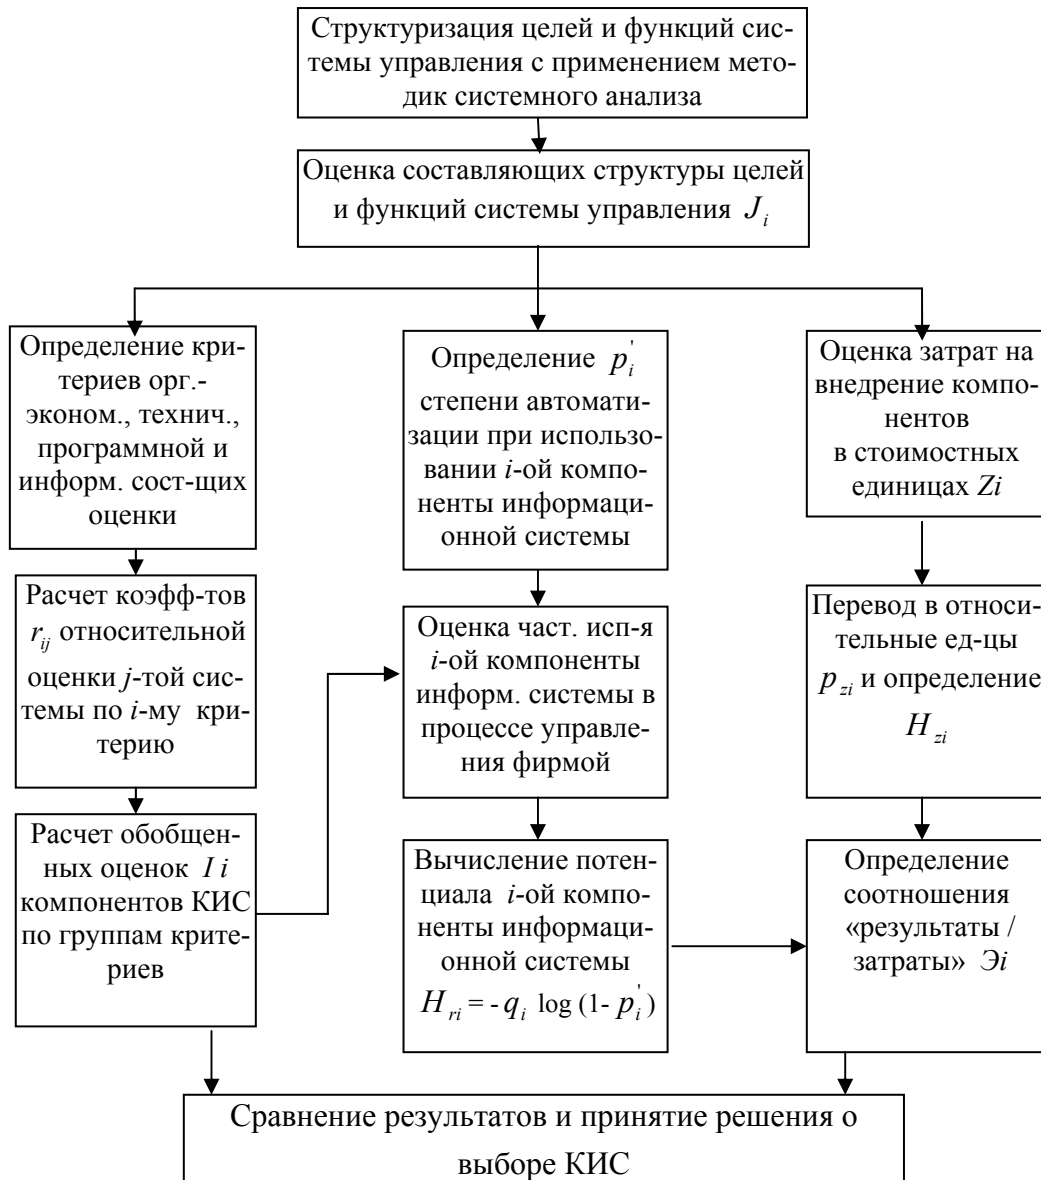 Структуризация целей и функций сис-
темы управления с применением мето-
дик системного анализа
Оценка составляющих структуры целей
и функций системы управления J_i
Определение кри-
териев орг.-
эконом., технич.,
программной и
информ. сост-щих
оценки
Расчет коэфф-тов
r_ij относительной
оценки j-той сис-
темы по i-му кри-
терию
Расчет обобщен-
ных оценок I i
компонентов КИС
по группам крите-
риев
Определение p_i'
степени автомати-
зации при использо-
вании i-ой компо-
ненты информаци-
онной системы
Оценка част. исп-я
i-ой компоненты
информ. системы в
процессе управле-
ния фирмой
Вычисление потен-
циала i-ой компо-
ненты информаци-
онной системы
H_ri = - q_i log (1- p_i')
Оценка затрат на
внедрение компо-
нентов
в стоимостных
единицах Zi
Перевод в относи-
тельные ед-цы
p_zi и определение
H_zi
Определение
соотношения
«результаты /
затраты» Эi
Сравнение результатов и принятие решения о
выборе КИС